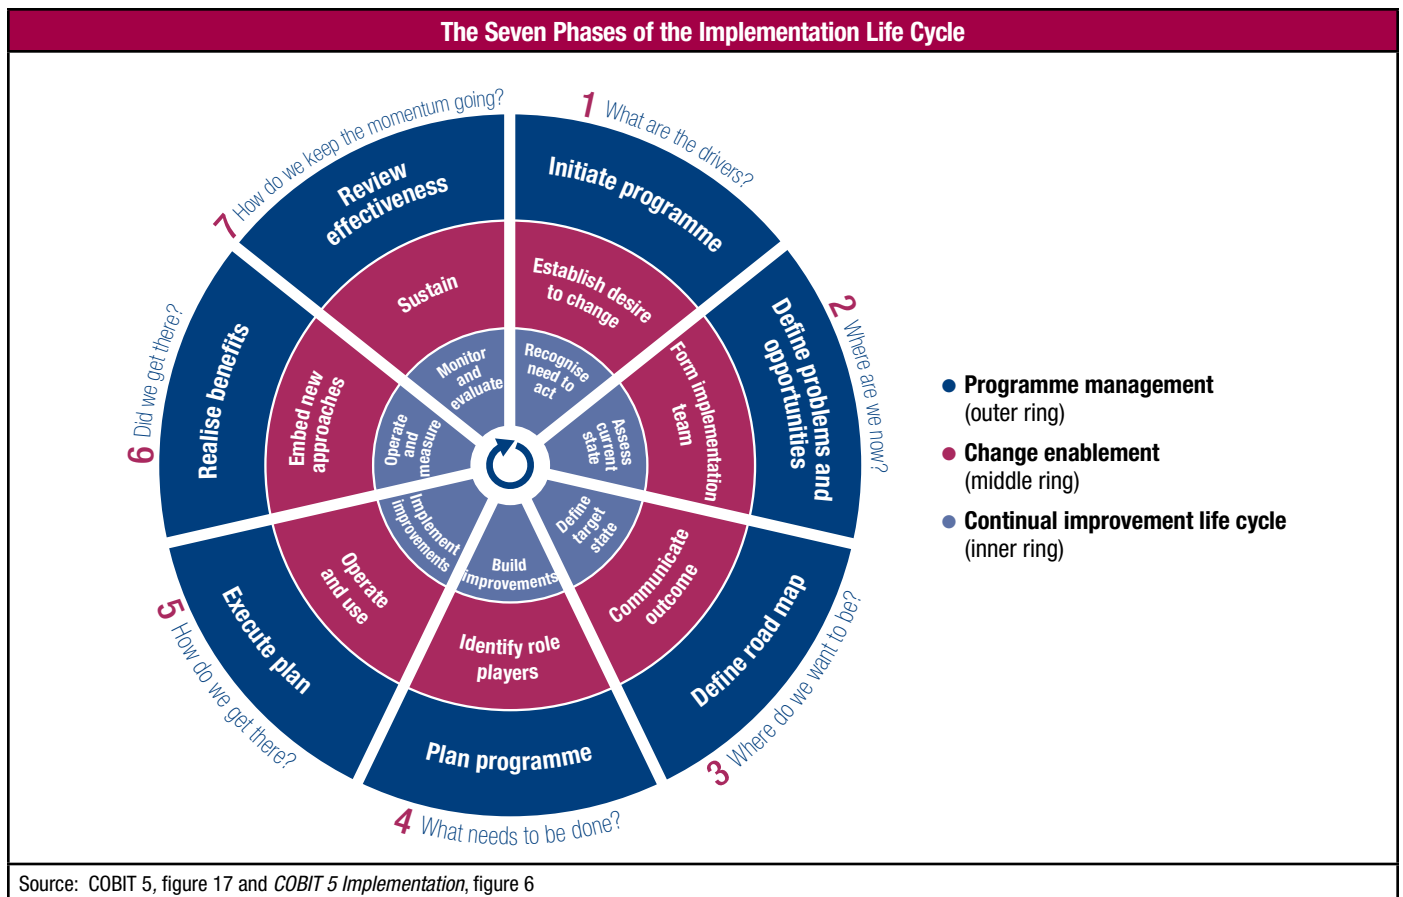 The Seven Phases of the Implementation Life Cycle
1 What are the drivers?
Initiate programme
Establish desire
to change
Recognise
need to
act
2 Where are we now?
Define problems and
opportunities
Form implementation
team
Assess
current
state
3 Where do we want to be?
Define road map
Communicate
outcome
Define
target
state
4 What needs to be done?
Plan programme
Identify role
players
Build
improvements
5 How do we get there?
Execute plan
Operate
and use
Implement
improvements
6 Did we get there?
Realise benefits
Embed new
approaches
Operate
and
measure
7 How do we keep the momentum going?
Review
effectiveness
Sustain
Monitor
and
evaluate
Programme management
(outer ring)
Change enablement
(middle ring)
Continual improvement life cycle
(inner ring)
Source: COBIT 5, figure 17 and COBIT 5 Implementation, figure 6